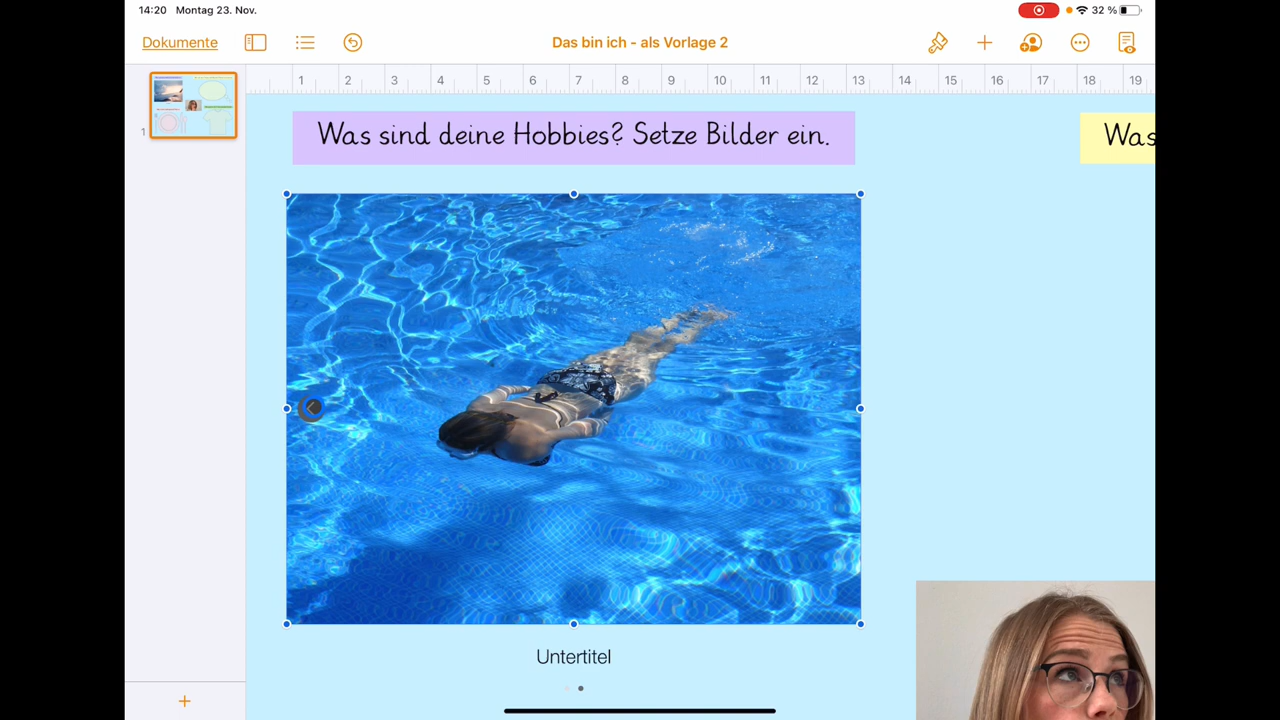 14:20 Montag 23. Nov. 32 %
Dokumente Das bin ich - als Vorlage 2
1 2 3 4 5 6 7 8 9 10 11 12 13 14 15 16 17 18 19
1
Was sind deine Hobbies? Setze Bilder ein.
Was
Untertitel